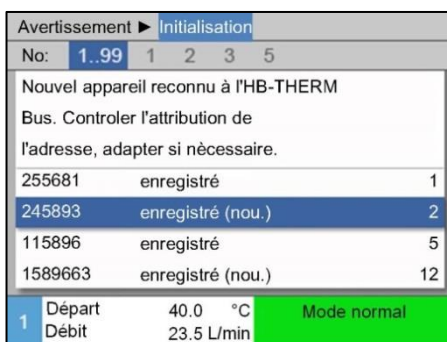 Avertissement ► Initialisation
No: 1..99 1 2 3 5
Nouvel appareil reconnu à l'HB-THERM
Bus. Controler l'attribution de
l'adresse, adapter si nècessaire.
255681 enregistré 1
245893 enregistré (nou.) 2
115896 enregistré 5
1589663 enregistré (nou.) 12
1 Départ 40.0 °C Mode normal
Débit 23.5 L/min